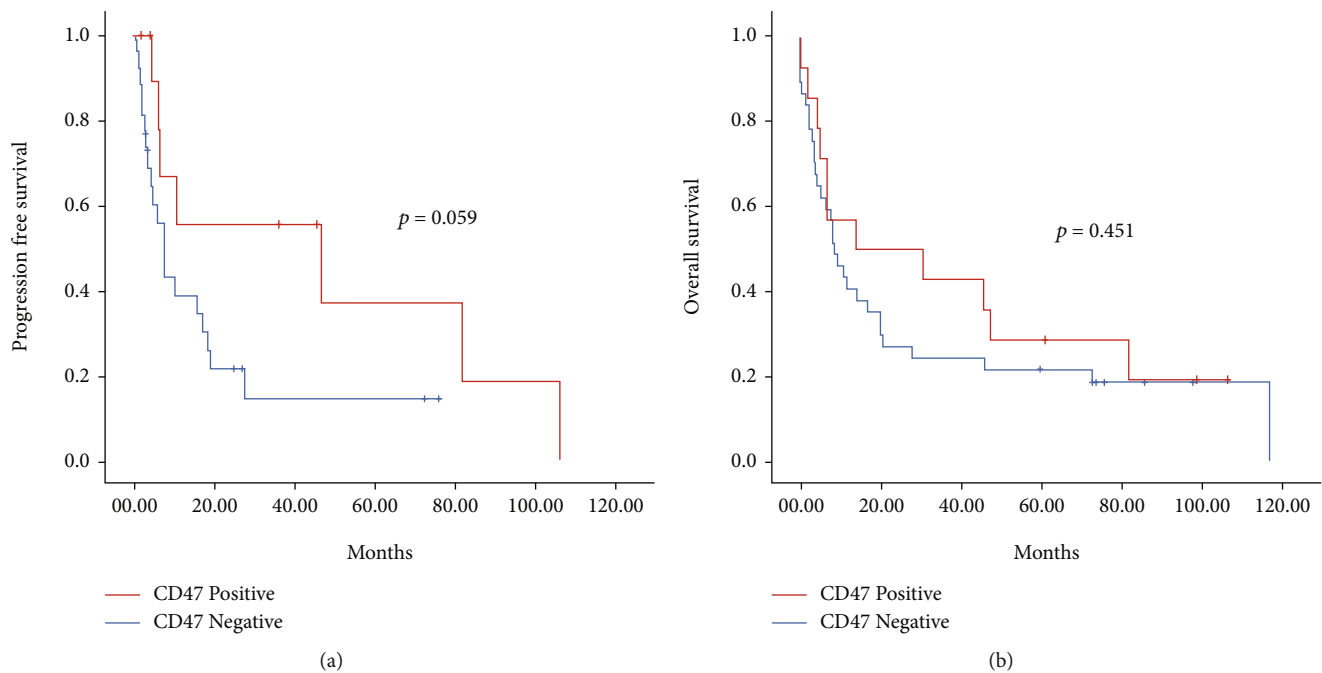 Progression free survival
1.0
0.8
0.6
0.4
0.2
0.0
p = 0.059
00.00 20.00 40.00 60.00 80.00 100.00 120.00
Months
CD47 Positive
CD47 Negative
(a)
Overall survival
1.0
0.8
0.6
0.4
0.2
0.0
p = 0.451
00.00 20.00 40.00 60.00 80.00 100.00 120.00
Months
CD47 Positive
CD47 Negative
(b)